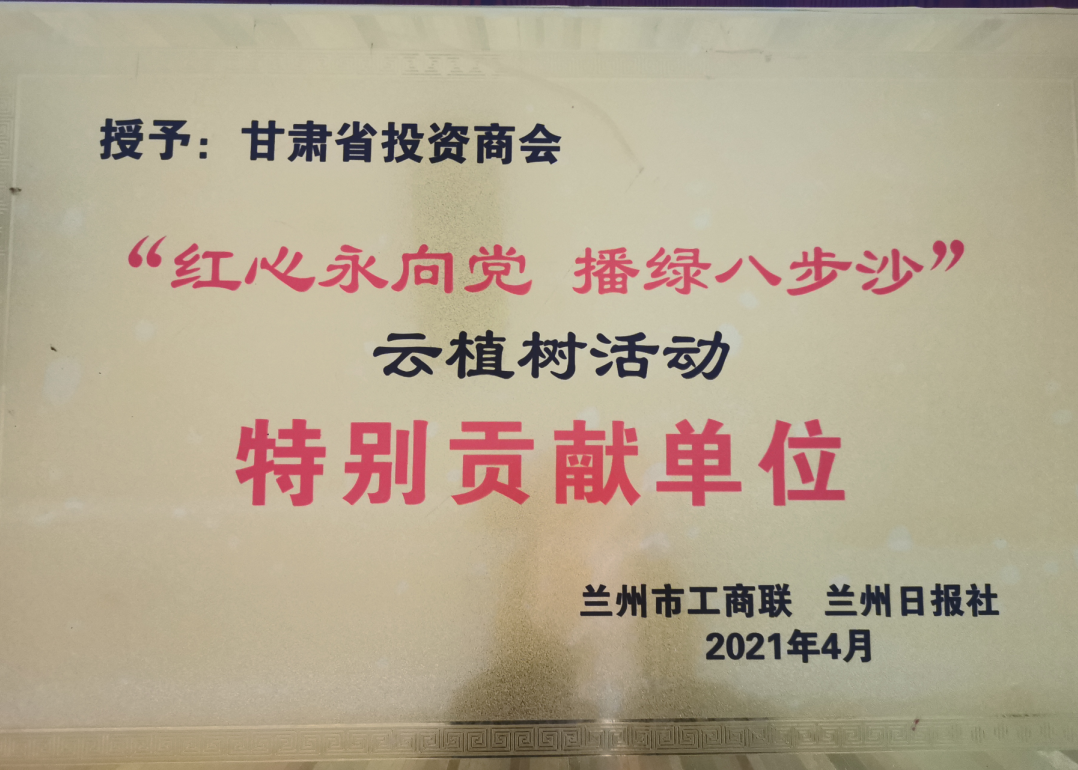 授予：甘肃省投资商会
“红心永向党 播绿八步沙”
云植树活动
特别贡献单位
兰州市工商联 兰州日报社
2021年4月